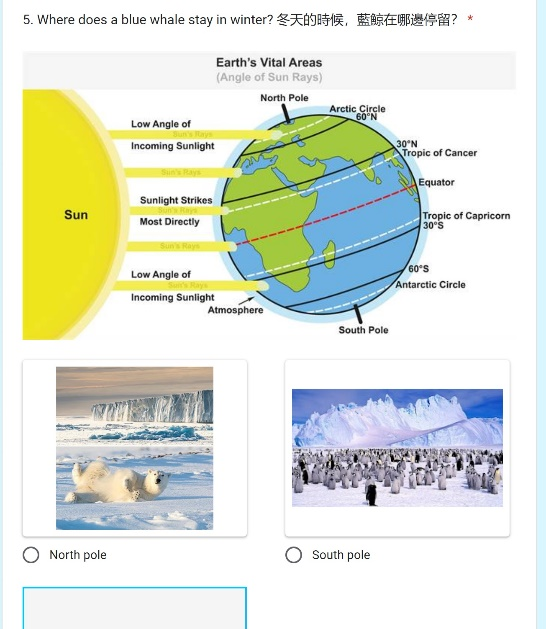 5. Where does a blue whale stay in winter? 冬天的時候，藍鯨在哪邊停留？ *
Earth's Vital Areas
(Angle of Sun Rays)
North Pole
Arctic Circle
60°N
Low Angle of
Sun's Rays
Incoming Sunlight
30°N
Tropic of Cancer
Sun's Rays
Equator
Sunlight Strikes
Sun's Rays
Most Directly
Sun
Tropic of Capricorn
30°S
Sun's Rays
60°S
Low Angle of
Sun's Rays
Incoming Sunlight
Antarctic Circle
Atmosphere
South Pole
North pole
South pole